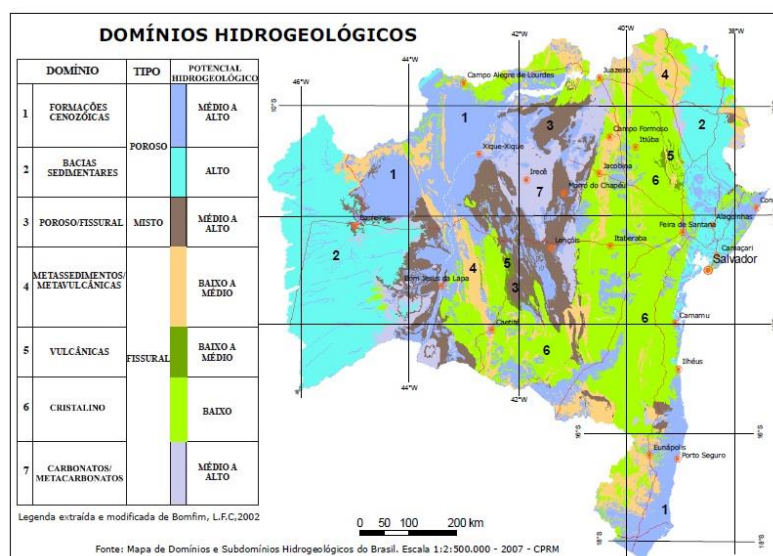 DOMÍNIOS HIDROGEOLÓGICOS
DOMÍNIO TIPO POTENCIAL HIDROGEOLÓGICO
1 FORMAÇÕES CENOZÓICAS POROSO MÉDIO A ALTO
2 BACIAS SEDIMENTARES ALTO
3 POROSO/FISSURAL MISTO MÉDIO A ALTO
4 METASSEDIMENTOS/ METAVULCÂNICAS FISSURAL BAIXO A MÉDIO
5 VULCÂNICAS BAIXO A MÉDIO
6 CRISTALINO BAIXO
7 CARBONATOS/ METACARBONATOS MÉDIO A ALTO
Legenda extraída e modificada de Bomfim, L.F.C,2002
46°W
44°W
42°W
40°W
38°W
10°S
Campo Alegre de Lourdes
Juazeiro
4
1
3
2
Campo Formoso
Itiúba
Xique-Xique
5
1
Jacobina
Irecê
7
Morro do Chapéu
6
Alagoinhas
Feira de Santana
Barreiras
Lençóis
Itaberaba
Camaçari
Salvador
2
5
4
Bom Jesus da Lapa
3
6
Camamu
Caetité
6
Ilhéus
44°W
42°W
16°S
16°S
Eunápolis
Porto Seguro
1
18°S
18°S
0 50 100 200 km
Fonte: Mapa de Domínios e Subdomínios Hidrogeológicos do Brasil. Escala 1:2:500.000 - 2007 - CPRM